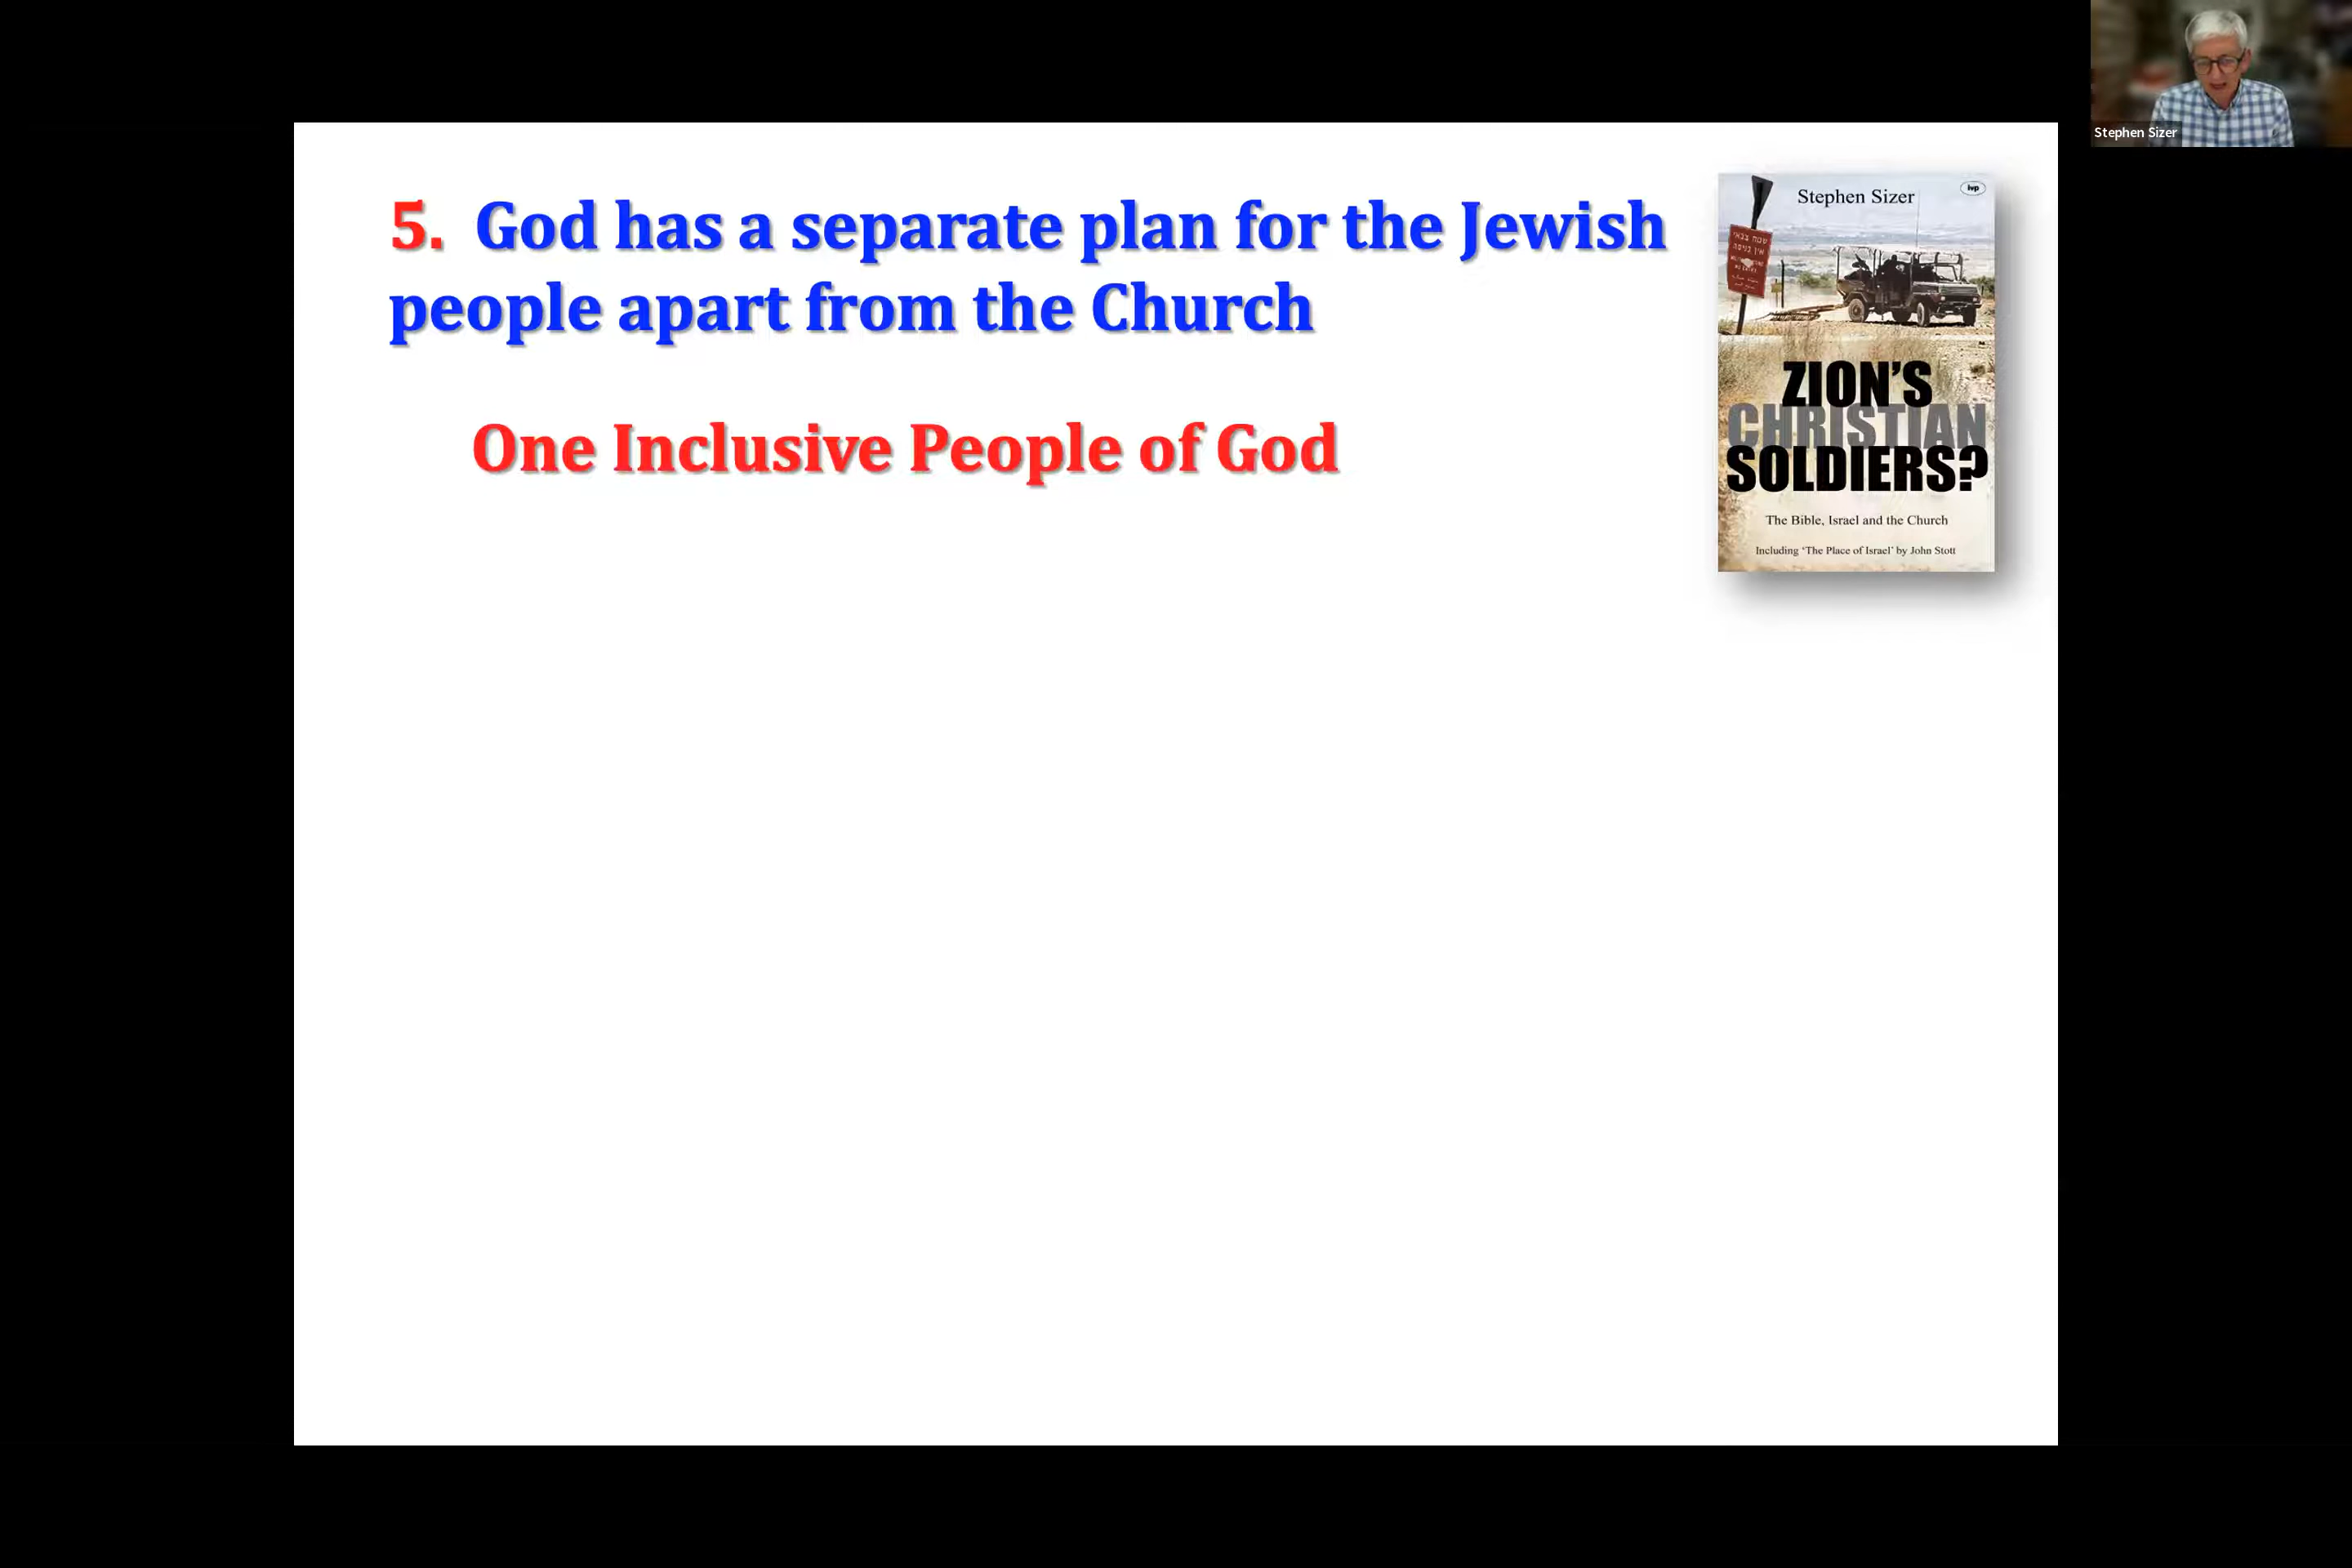 5. God has a separate plan for the Jewish
people apart from the Church
One Inclusive People of God
Stephen Sizer
ivp
ZION'S
CHRISTIAN
SOLDIERS?
The Bible, Israel and the Church
Including 'The Place of Israel' by John Stott
Stephen Sizer